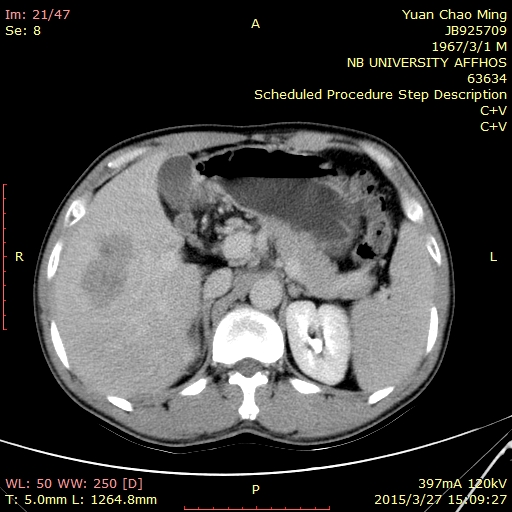 Im: 21/47
Se: 8
A
Yuan Chao Ming
JB925709
1967/3/1 M
NB UNIVERSITY AFFHOS
63634
Scheduled Procedure Step Description
C+V
C+V
R
L
WL: 50 WW: 250 [D]
T: 5.0mm L: 1264.8mm
P
397mA 120kV
2015/3/27 15:09:27